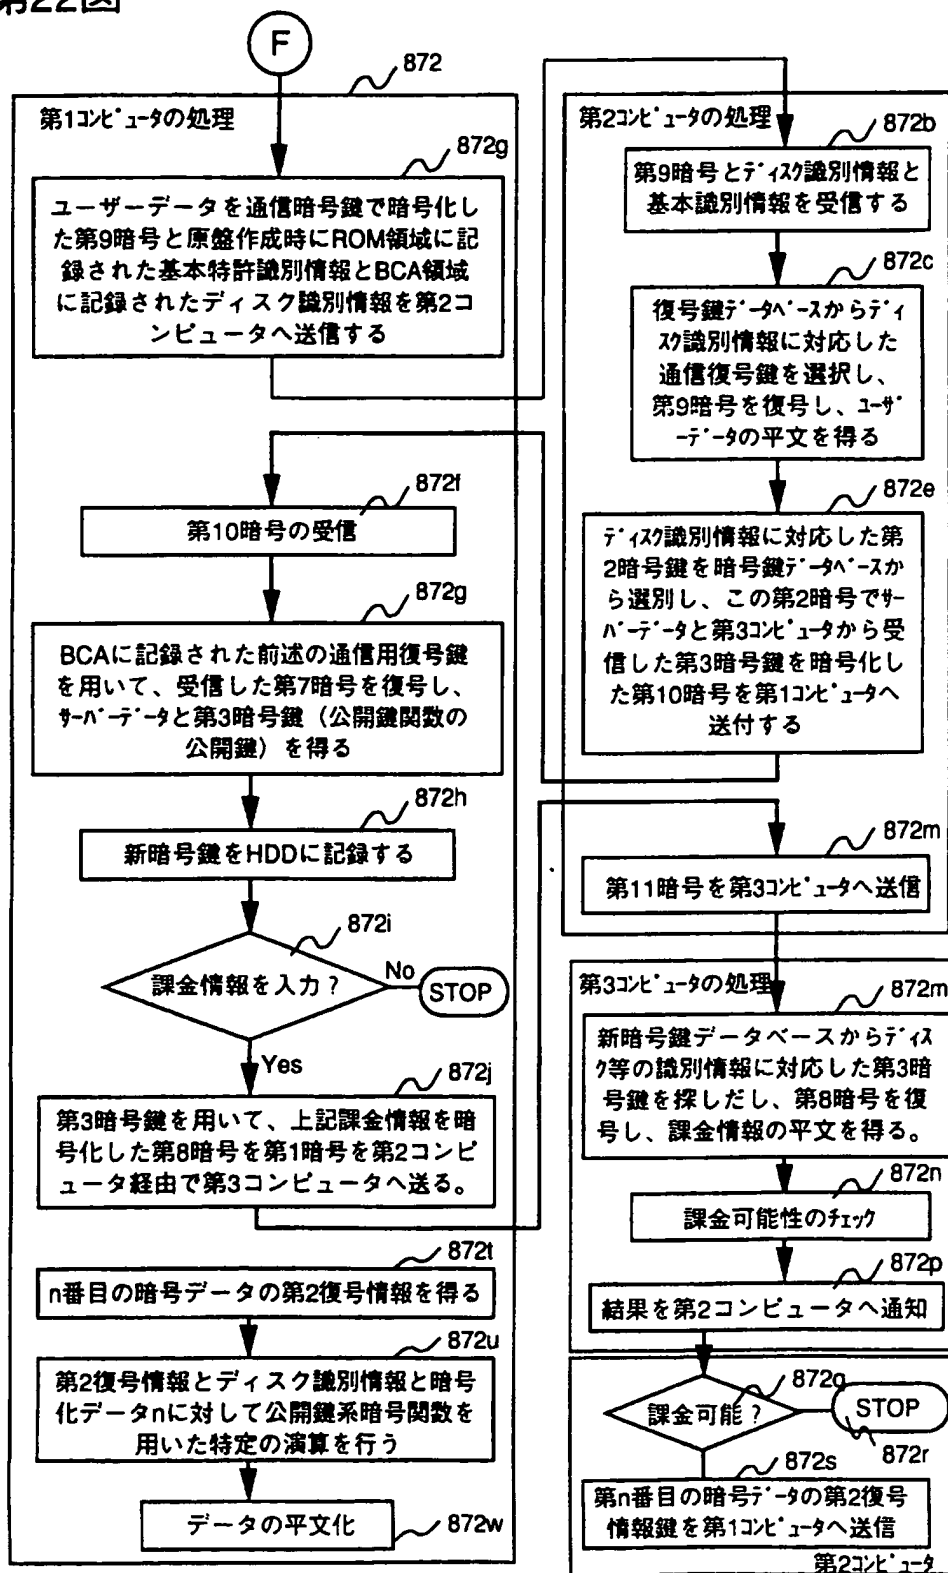 第22図
F
872
第1ｺﾝﾋﾟｭｰﾀの処理
872g
ユーザーデータを通信暗号鍵で暗号化し
た第9暗号と原盤作成時にROM領域に記
録された基本特許識別情報とBCA領域
に記録されたディスク識別情報を第2コ
ンピュータへ送信する
872f
第10暗号の受信
872g
BCAに記録された前述の通信用復号鍵
を用いて、受信した第7暗号を復号し、
ｻｰﾊﾞｰﾃﾞｰﾀと第3暗号鍵（公開鍵関数の
公開鍵）を得る
872h
新暗号鍵をHDDに記録する
872i
課金情報を入力？
No
STOP
Yes
872j
第3暗号鍵を用いて、上記課金情報を暗
号化した第8暗号を第1暗号を第2コンピ
ュータ経由で第3コンピュータへ送る。
872t
n番目の暗号データの第2復号情報を得る
872u
第2復号情報とディスク識別情報と暗号
化データnに対して公開鍵系暗号関数を
用いた特定の演算を行う
データの平文化
872w
第2ｺﾝﾋﾟｭｰﾀの処理
872b
第9暗号とﾃﾞｨｽｸ識別情報と
基本識別情報を受信する
872c
復号鍵ﾃﾞｰﾀﾍﾞｰｽからﾃﾞｨ
ｽｸ識別情報に対応した
通信復号鍵を選択し、
第9暗号を復号し、ﾕｰｻﾞ
ｰﾃﾞｰﾀの平文を得る
872e
ﾃﾞｨｽｸ識別情報に対応した第
2暗号鍵を暗号鍵ﾃﾞｰﾀﾍﾞｰｽか
ら選別し、この第2暗号でｻｰ
ﾊﾞｰﾃﾞｰﾀと第3ｺﾝﾋﾟｭｰﾀから受
信した第3暗号鍵を暗号化し
た第10暗号を第1ｺﾝﾋﾟｭｰﾀへ
送付する
872m
第11暗号を第3ｺﾝﾋﾟｭｰﾀへ送信
第3ｺﾝﾋﾟｭｰﾀの処理
872m
新暗号鍵データベースからﾃﾞｨｽ
ｸ等の識別情報に対応した第3暗
号鍵を探しだし、第8暗号を復
号し、課金情報の平文を得る。
872n
課金可能性のﾁｪｯｸ
872p
結果を第2コンピュータへ通知
872q
課金可能？
STOP
872r
872s
第n番目の暗号ﾃﾞｰﾀの第2復号
情報鍵を第1ｺﾝﾋﾟｭｰﾀへ送信
第2ｺﾝﾋﾟｭｰﾀ